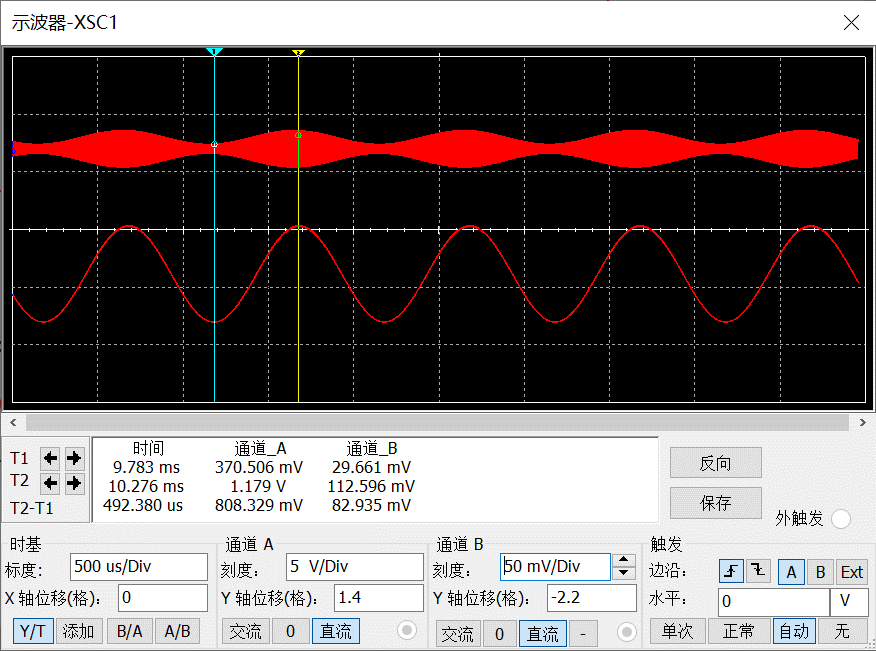 示波器-XSC1
1
2
T1
T2
T2-T1
时间 通道_A 通道_B
9.783 ms 370.506 mV 29.661 mV
10.276 ms 1.179 V 112.596 mV
492.380 us 808.329 mV 82.935 mV
反向
保存
外触发
时基
标度: 500 us/Div
X 轴位移(格): 0
Y/T 添加 B/A A/B
通道 A
刻度: 5 V/Div
Y 轴位移(格): 1.4
交流 0 直流
通道 B
刻度: 50 mV/Div
Y 轴位移(格): -2.2
交流 0 直流 -
触发
边沿: A B Ext
水平: 0 V
单次 正常 自动 无